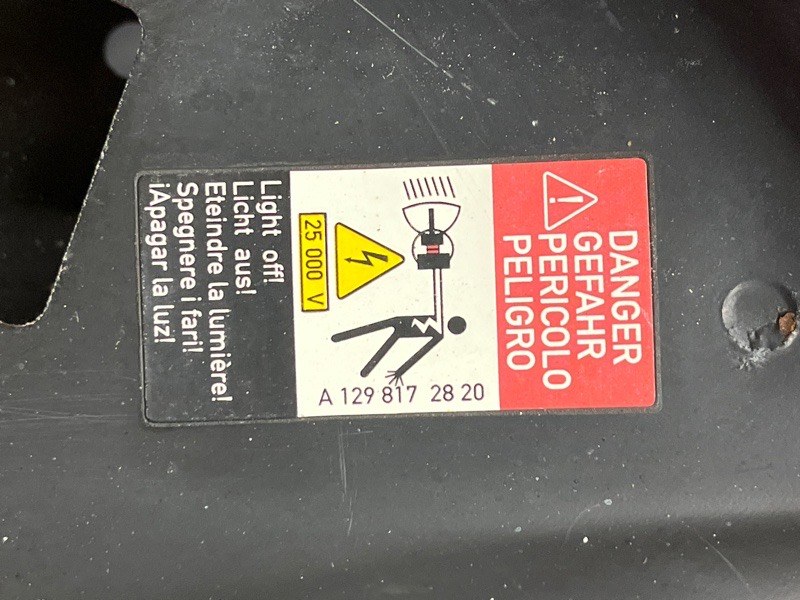 DANGER
GEFAHR
PERICOLO
PELIGRO
25 000 V
A 129 817 28 20
Light off!
Licht aus!
Eteindre la lumière!
Spegnere i fari!
¡Apagar la luz!